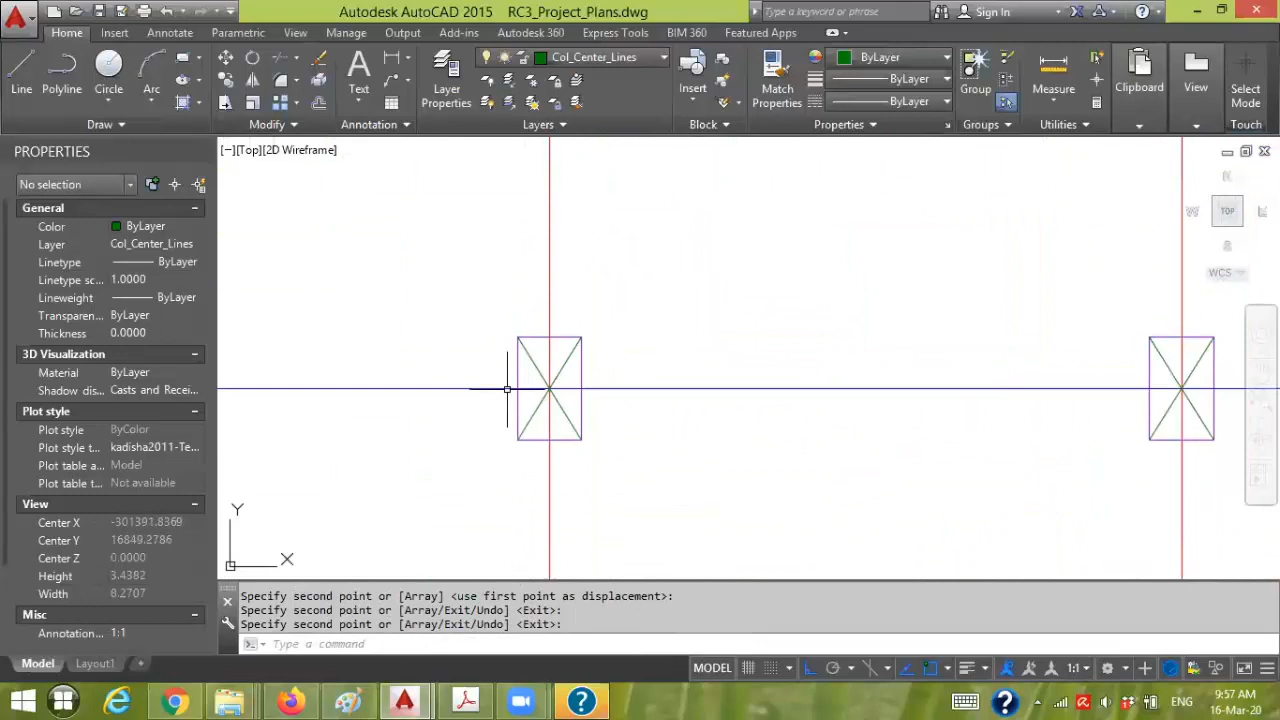 Autodesk AutoCAD 2015 RC3_Project_Plans.dwg
Type a keyword or phrase
Sign In
Home Insert Annotate Parametric View Manage Output Add-ins Autodesk 360 Express Tools BIM 360 Featured Apps
Line Polyline Circle Arc
Text
Layer Properties
Col_Center_Lines
Insert
Match Properties
ByLayer
ByLayer
ByLayer
Group
Measure
Clipboard
View
Select Mode
Draw Modify Annotation Layers Block Properties Groups Utilities Touch
PROPERTIES
No selection
General
Color ByLayer
Layer Col_Center_Lines
Linetype ByLayer
Linetype sc... 1.0000
Lineweight ByLayer
Transparen... ByLayer
Thickness 0.0000
3D Visualization
Material ByLayer
Shadow dis... Casts and Recei...
Plot style
Plot style ByColor
Plot style t... kadisha2011-Te...
Plot table a... Model
Plot table t... Not available
View
Center X -301391.8369
Center Y 16849.2786
Center Z 0.0000
Height 3.4382
Width 8.2707
Misc
Annotation... 1:1
[−][Top][2D Wireframe]
N
W TOP E
S
WCS
Y
X
Specify second point or [Array] <use first point as displacement>:
Specify second point or [Array/Exit/Undo] <Exit>:
Specify second point or [Array/Exit/Undo] <Exit>:
Type a command
Model Layout1 +
MODEL 1:1
ENG
9:57 AM
16-Mar-20